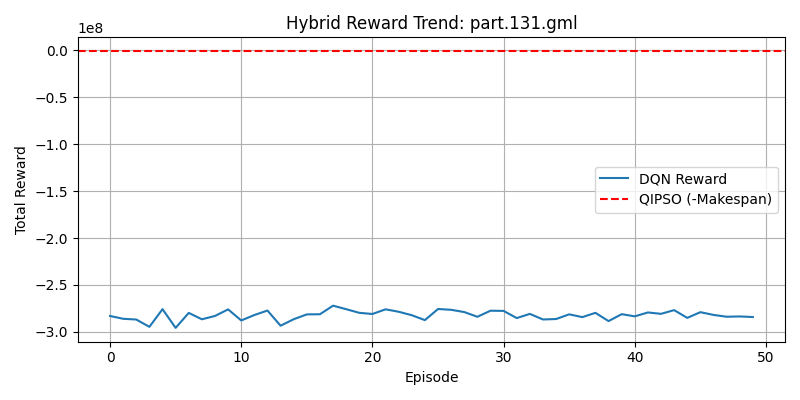 Hybrid Reward Trend: part.131.gml
1e8
0.0
−0.5
−1.0
−1.5
−2.0
−2.5
−3.0
Total Reward
DQN Reward
QIPSO (-Makespan)
0 10 20 30 40 50
Episode